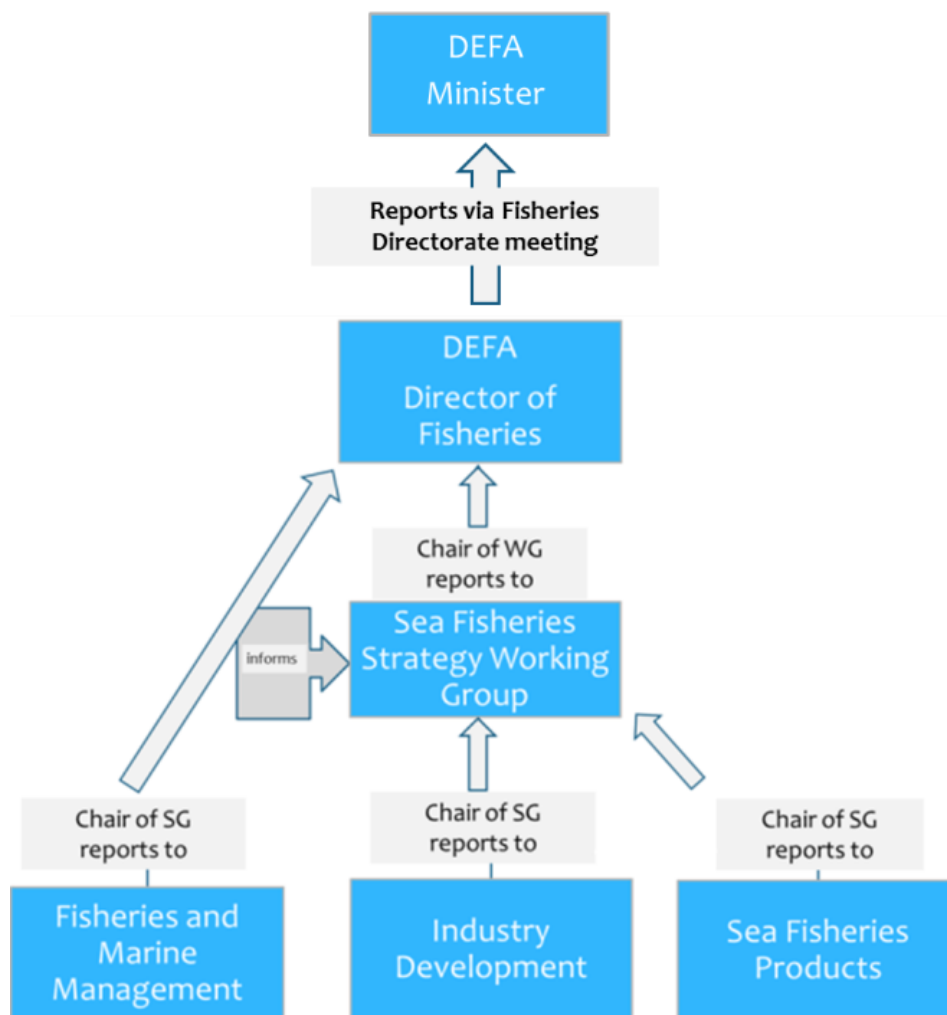 DEFA
Minister
Reports via Fisheries
Directorate meeting
DEFA
Director of
Fisheries
Chair of WG
reports to
Sea Fisheries
Strategy Working
Group
informs
Chair of SG
reports to
Chair of SG
reports to
Chair of SG
reports to
Fisheries and
Marine
Management
Industry
Development
Sea Fisheries
Products